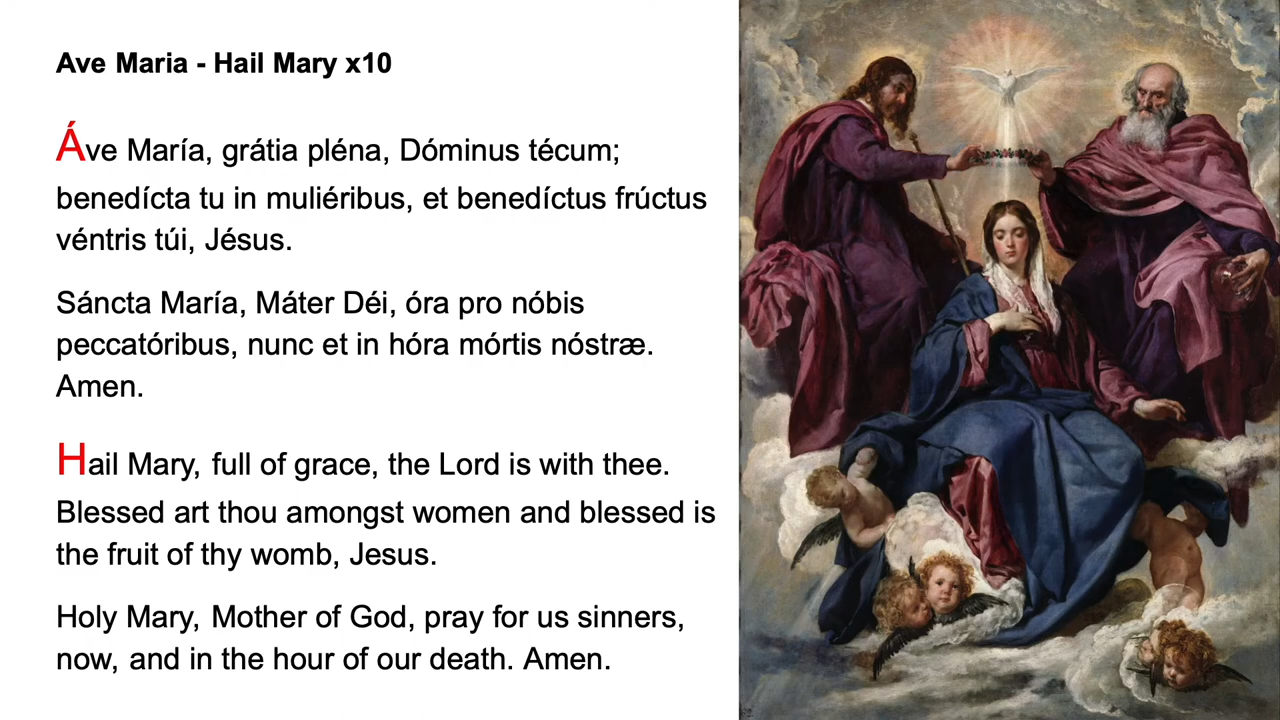 Ave Maria - Hail Mary x10
Áve María, grátia pléna, Dóminus técum;
benedícta tu in muliéribus, et benedíctus frúctus
véntris túi, Jésus.
Sáncta María, Máter Déi, óra pro nóbis
peccatóribus, nunc et in hóra mórtis nóstræ.
Amen.
Hail Mary, full of grace, the Lord is with thee.
Blessed art thou amongst women and blessed is
the fruit of thy womb, Jesus.
Holy Mary, Mother of God, pray for us sinners,
now, and in the hour of our death. Amen.